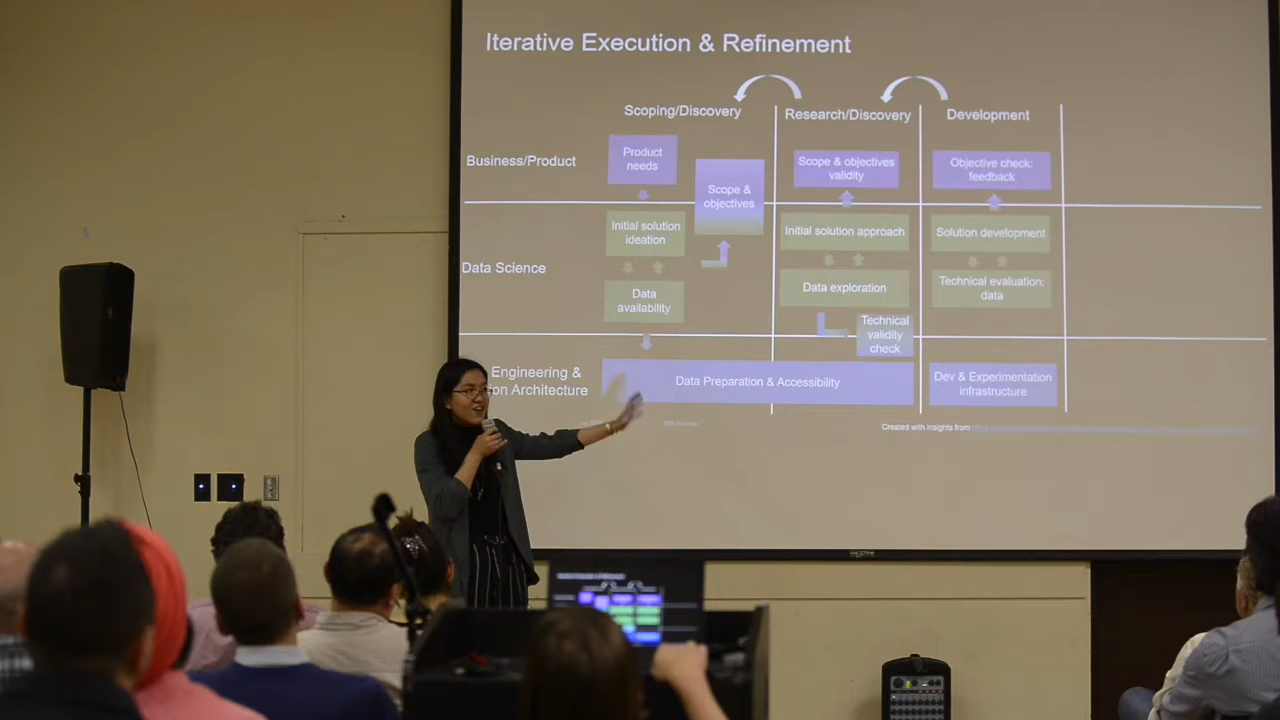 Iterative Execution & Refinement
Scoping/Discovery
Research/Discovery
Development
Business/Product
Product
needs
Scope &
objectives
Scope & objectives
validity
Objective check:
feedback
Data Science
Initial solution
ideation
Initial solution approach
Solution development
Data
availability
Data exploration
Technical evaluation:
data
Technical
validity
check
Engineering &
on Architecture
Data Preparation & Accessibility
Dev & Experimentation
infrastructure
Created with Insights from